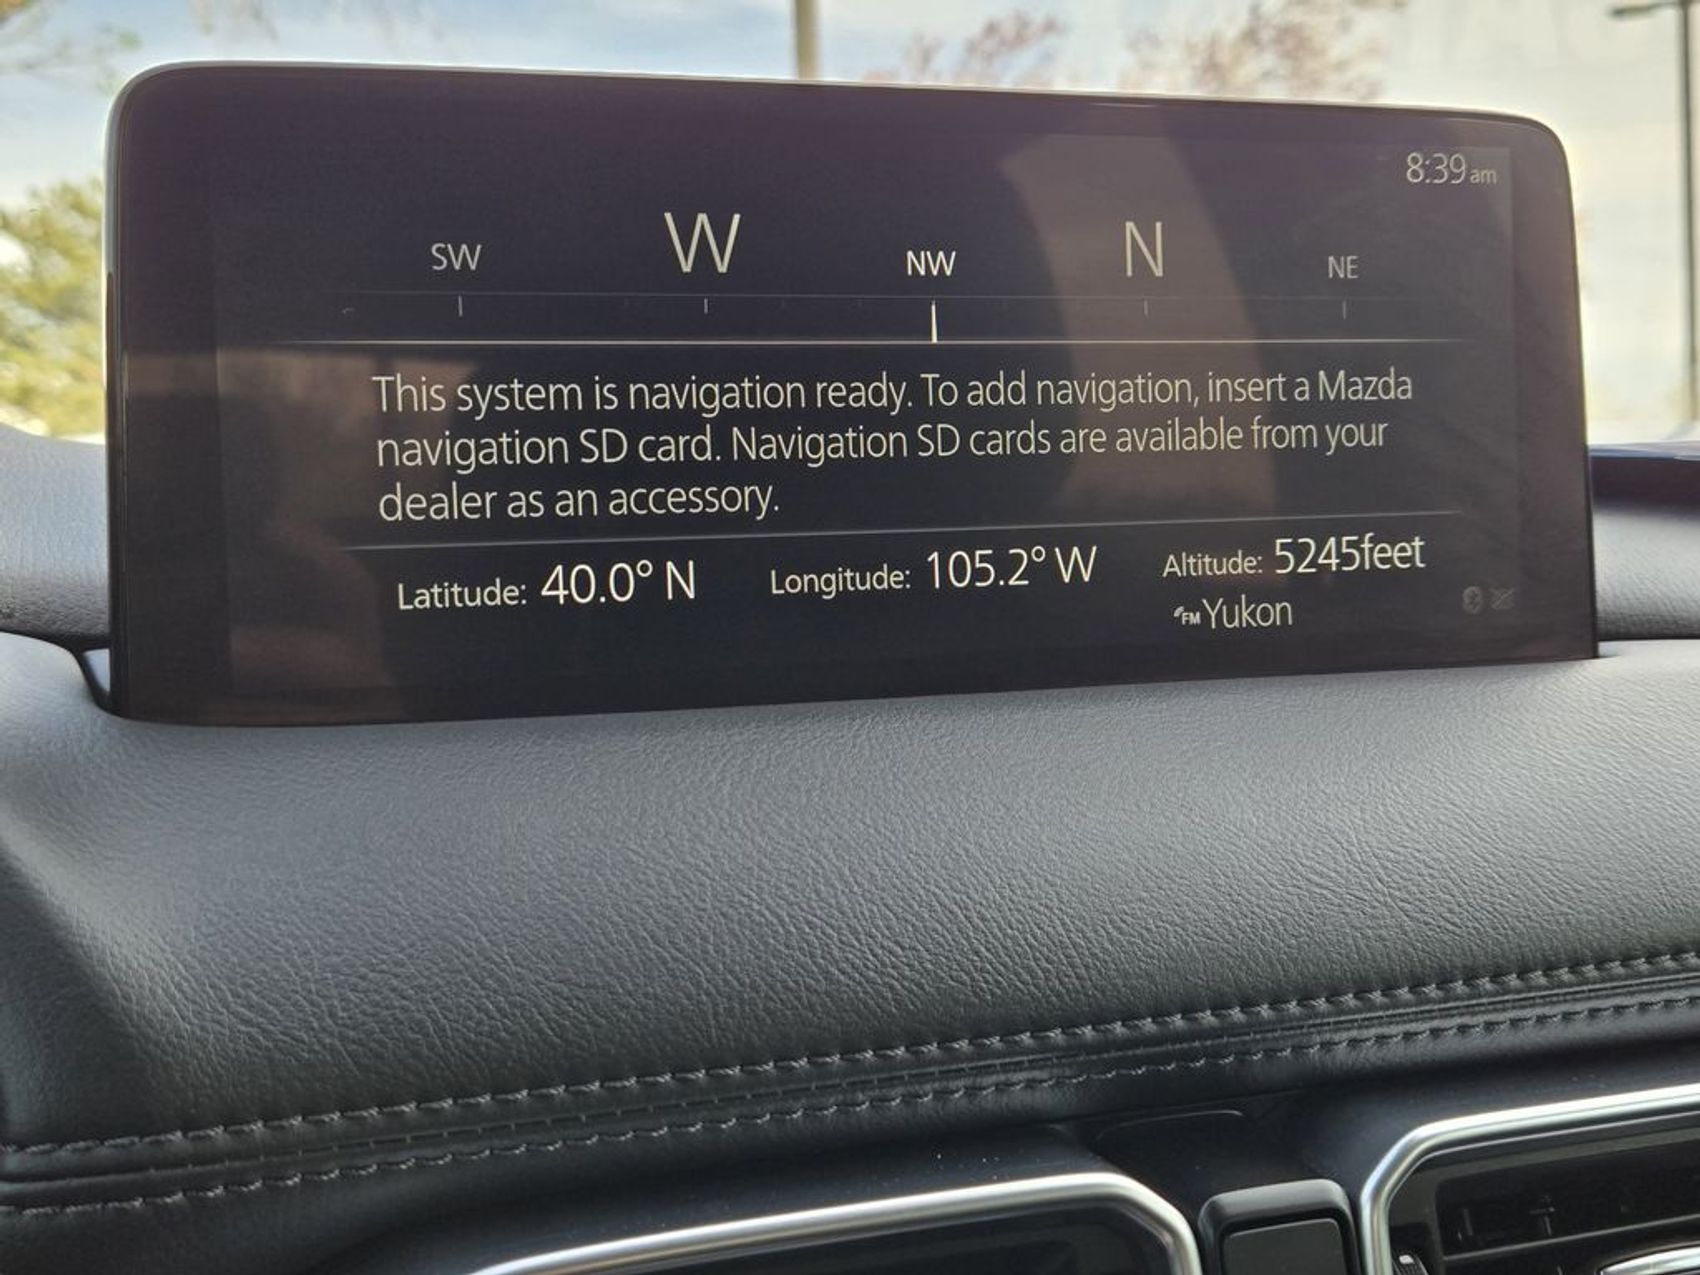 8:39am
SW W NW N NE
This system is navigation ready. To add navigation, insert a Mazda
navigation SD card. Navigation SD cards are available from your
dealer as an accessory.
Latitude: 40.0° N Longitude: 105.2° W Altitude: 5245feet
FM Yukon